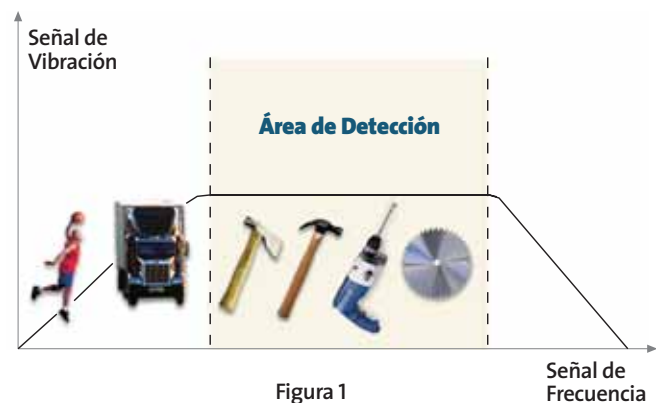 Señal de
Vibración
Área de Detección
Señal de
Frecuencia
Figura 1